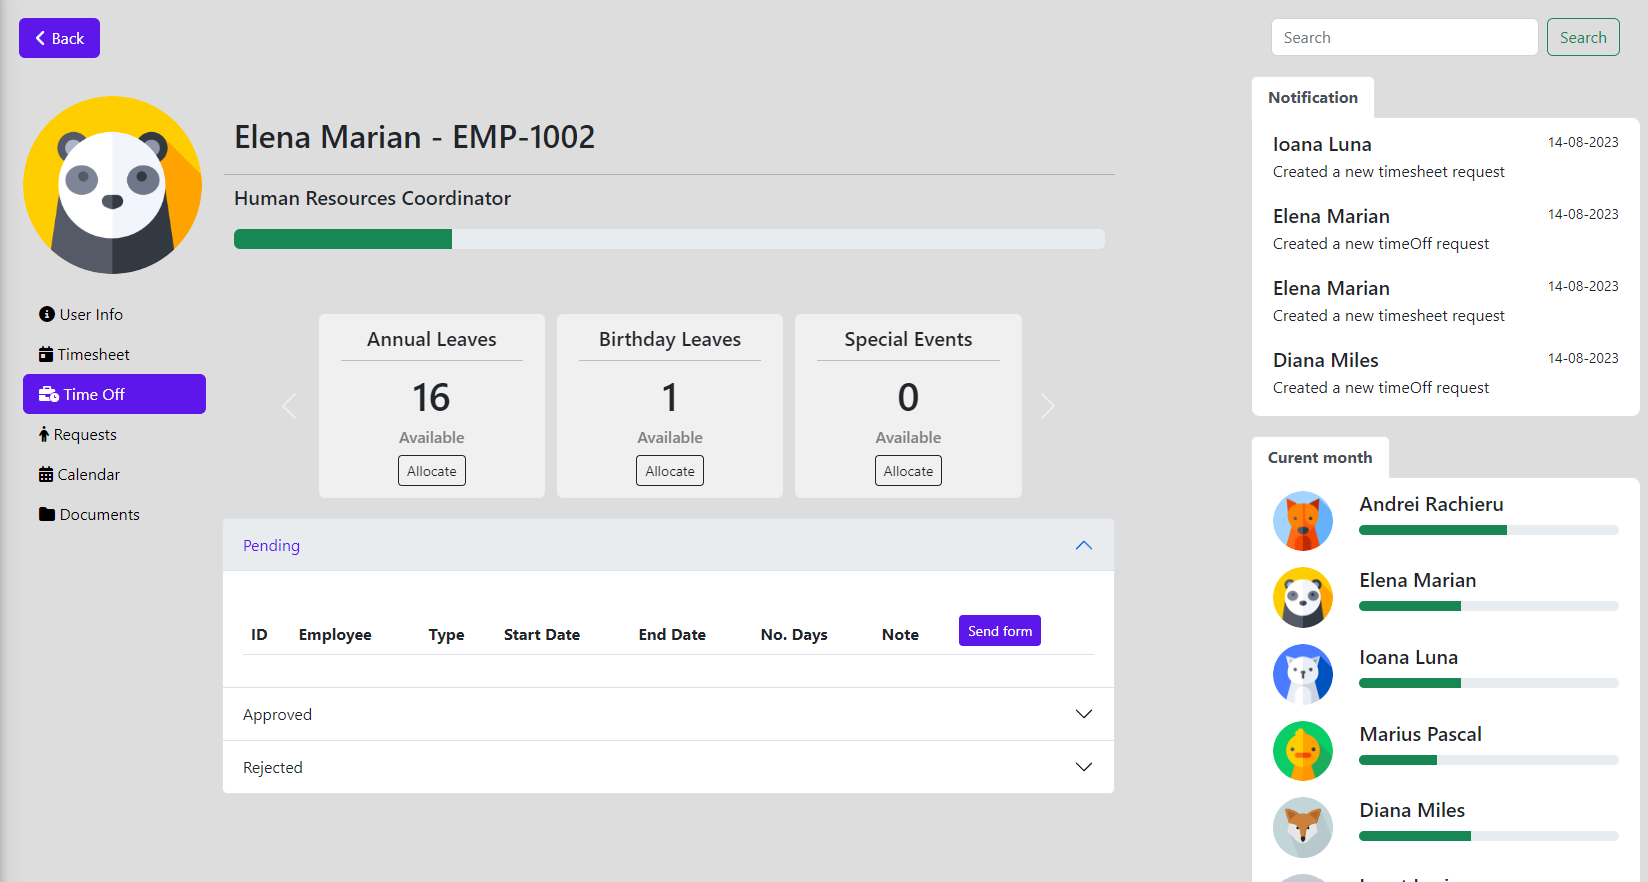 Back
Search
Search
Elena Marian - EMP-1002
Human Resources Coordinator
User Info
Timesheet
Time Off
Requests
Calendar
Documents
Annual Leaves
16
Available
Allocate
Birthday Leaves
1
Available
Allocate
Special Events
0
Available
Allocate
Pending
ID Employee Type Start Date End Date No. Days Note Send form
Approved
Rejected
Notification
Ioana Luna 14-08-2023
Created a new timesheet request
Elena Marian 14-08-2023
Created a new timeOff request
Elena Marian 14-08-2023
Created a new timesheet request
Diana Miles 14-08-2023
Created a new timeOff request
Curent month
Andrei Rachieru
Elena Marian
Ioana Luna
Marius Pascal
Diana Miles